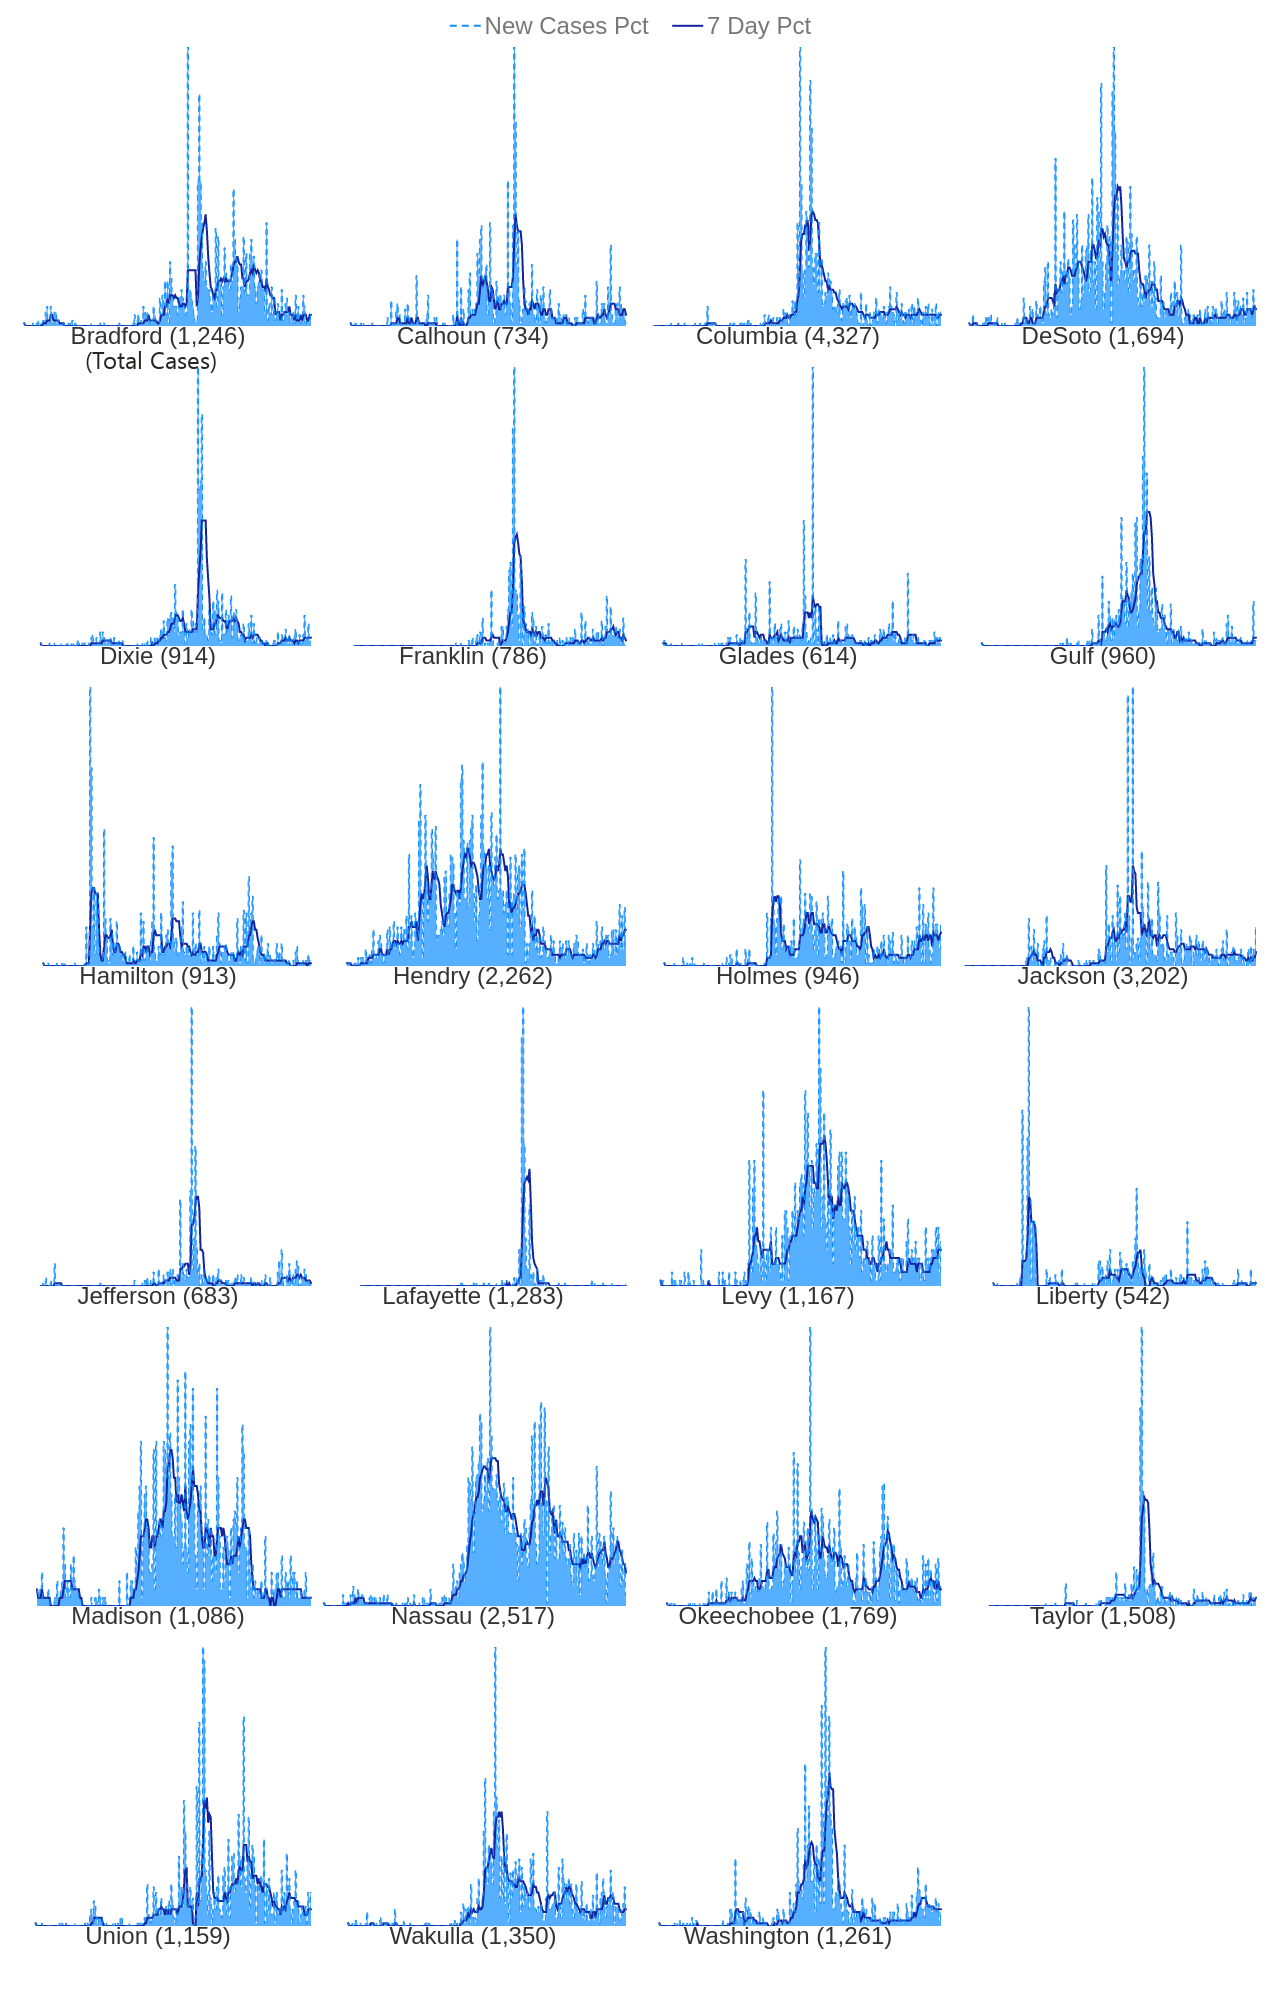 New Cases Pct 7 Day Pct
Bradford (1,246) Calhoun (734) Columbia (4,327) DeSoto (1,694)
(Total Cases)
Dixie (914) Franklin (786) Glades (614) Gulf (960)
Hamilton (913) Hendry (2,262) Holmes (946) Jackson (3,202)
Jefferson (683) Lafayette (1,283) Levy (1,167) Liberty (542)
Madison (1,086) Nassau (2,517) Okeechobee (1,769) Taylor (1,508)
Union (1,159) Wakulla (1,350) Washington (1,261)